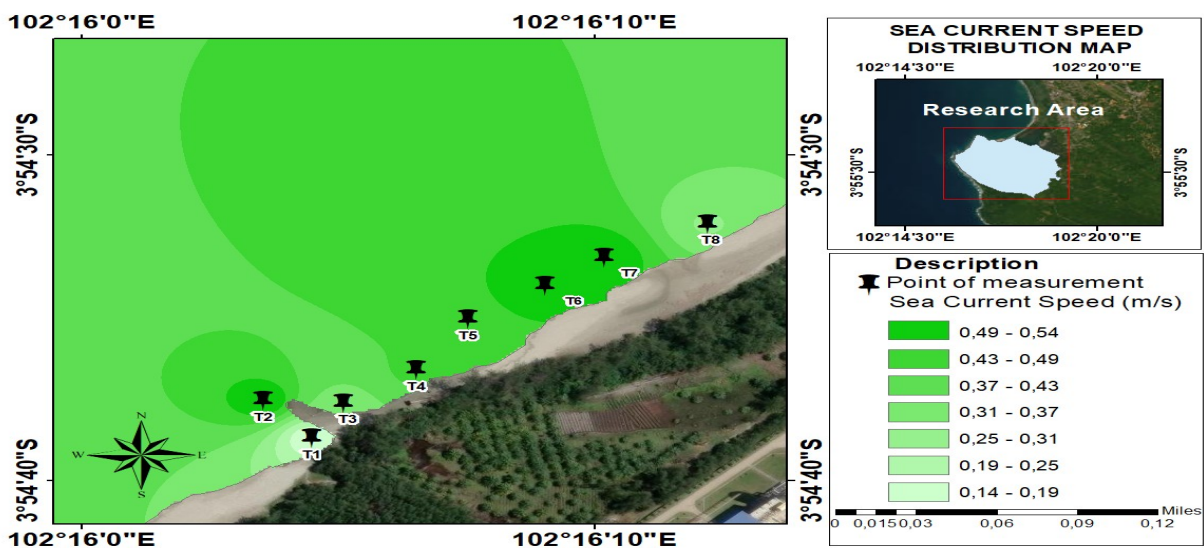 102°16'0"E
102°16'10"E
3°54'30"S
3°54'30"S
3°54'40"S
3°54'40"S
T8
T7
T6
T5
T4
T2
T3
T1
N
W
E
S
102°16'0"E
102°16'10"E
SEA CURRENT SPEED
DISTRIBUTION MAP
102°14'30"E
102°20'0"E
Research Area
3°55'30"S
3°55'30"S
102°14'30"E
102°20'0"E
Description
Point of measurement
Sea Current Speed (m/s)
0,49 - 0,54
0,43 - 0,49
0,37 - 0,43
0,31 - 0,37
0,25 - 0,31
0,19 - 0,25
0,14 - 0,19
Miles
0 0,015 0,03 0,06 0,09 0,12